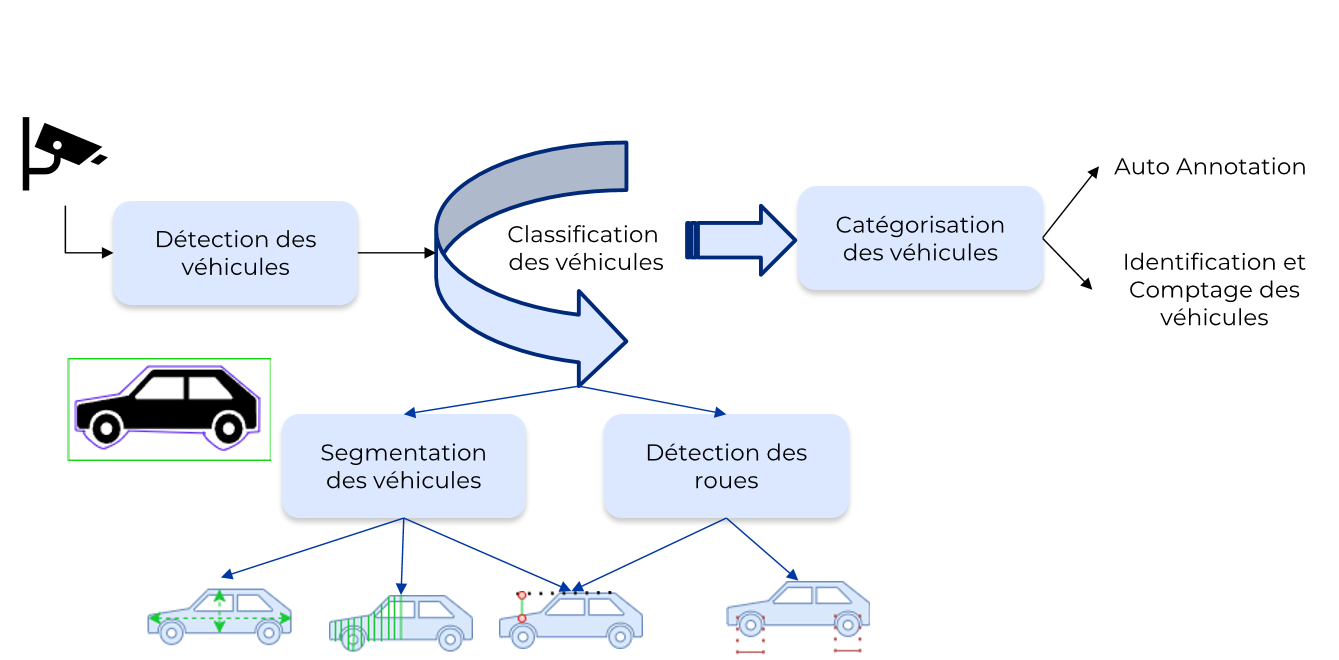 Détection des
véhicules
Classification
des véhicules
Catégorisation
des véhicules
Auto Annotation
Identification et
Comptage des
véhicules
Segmentation
des véhicules
Détection des
roues